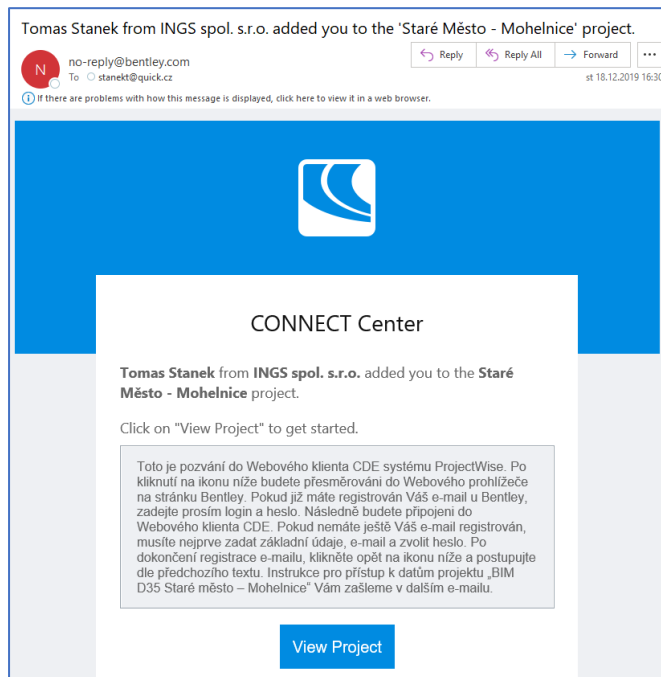 Tomas Stanek from INGS spol. s.r.o. added you to the 'Staré Město - Mohelnice' project.
N
no-reply@bentley.com
To stanekt@quick.cz
Reply
Reply All
Forward
...
st 18.12.2019 16:30
If there are problems with how this message is displayed, click here to view it in a web browser.
CONNECT Center
Tomas Stanek from INGS spol. s.r.o. added you to the Staré
Město - Mohelnice project.
Click on "View Project" to get started.
Toto je pozvání do Webového klienta CDE systému ProjectWise. Po
kliknutí na ikonu níže budete přesměrováni do Webového prohlížeče
na stránku Bentley. Pokud již máte registrován Váš e-mail u Bentley,
zadejte prosím login a heslo. Následně budete připojeni do
Webového klienta CDE. Pokud nemáte ještě Váš e-mail registrován,
musíte nejprve zadat základní údaje, e-mail a zvolit heslo. Po
dokončení registrace e-mailu, klikněte opět na ikonu níže a postupujte
dle předchozího textu. Instrukce pro přístup k datům projektu „BIM
D35 Staré město – Mohelnice“ Vám zašleme v dalším e-mailu.
View Project